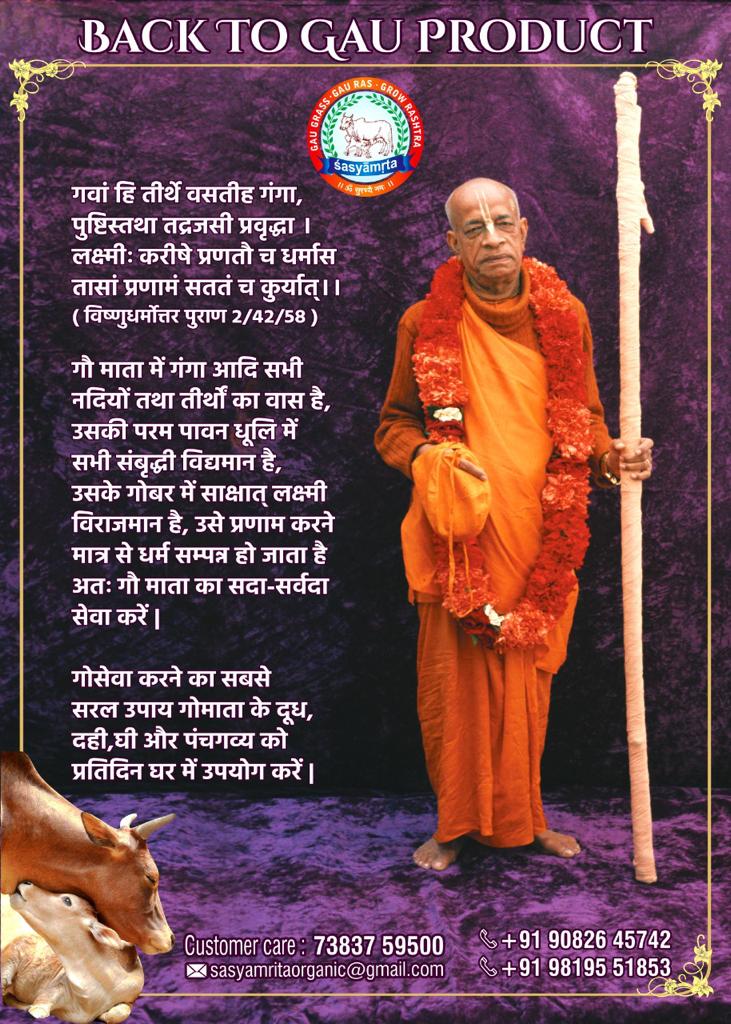 BACK TO GAU PRODUCT
GAU GRASS · GAU RAS · GROW RASHTRA
śasyāmṛta
|| ॐ सुरभ्यै नमः ||
गवां हि तीर्थे वसतीह गंगा,
पुष्टिस्तथा तद्रजसी प्रवृद्धा ।
लक्ष्मीः करीषे प्रणतौ च धर्मास
तासां प्रणामं सततं च कुर्यात्।।
( विष्णुधर्मोत्तर पुराण 2/42/58 )
गौ माता में गंगा आदि सभी
नदियों तथा तीर्थों का वास है,
उसकी परम पावन धूलि में
सभी संबृद्धी विद्यमान है,
उसके गोबर में साक्षात् लक्ष्मी
विराजमान है, उसे प्रणाम करने
मात्र से धर्म सम्पन्न हो जाता है
अतः गौ माता का सदा-सर्वदा
सेवा करें |
गोसेवा करने का सबसे
सरल उपाय गोमाता के दूध,
दही,घी और पंचगव्य को
प्रतिदिन घर में उपयोग करें |
Customer care : 73837 59500
sasyamritaorganic@gmail.com
+91 90826 45742
+91 98195 51853